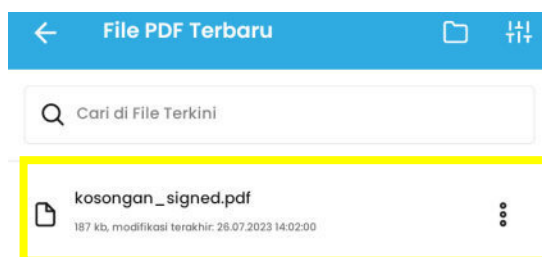 File PDF Terbaru
Cari di File Terkini
kosongan_signed.pdf
187 kb, modifikasi terakhir: 26.07.2023 14:02:00